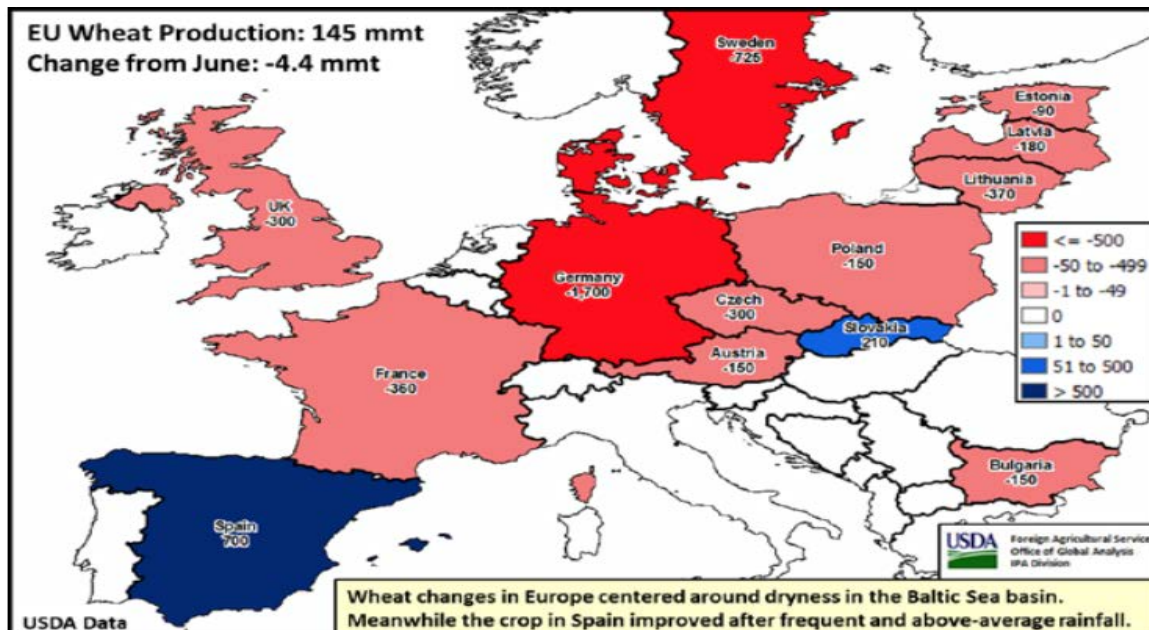 EU Wheat Production: 145 mmt
Change from June: -4.4 mmt
Sweden
-725
Estonia
-90
Latvia
-180
Lithuania
-370
UK
-300
Poland
-150
Germany
-1,700
Czech
-300
Slovakia
210
Austria
-150
France
-360
Bulgaria
-150
Spain
700
<= -500
-50 to -499
-1 to -49
0
1 to 50
51 to 500
> 500
USDA
Foreign Agricultural Service
Office of Global Analysis
IPA Division
Wheat changes in Europe centered around dryness in the Baltic Sea basin.
Meanwhile the crop in Spain improved after frequent and above-average rainfall.
USDA Data